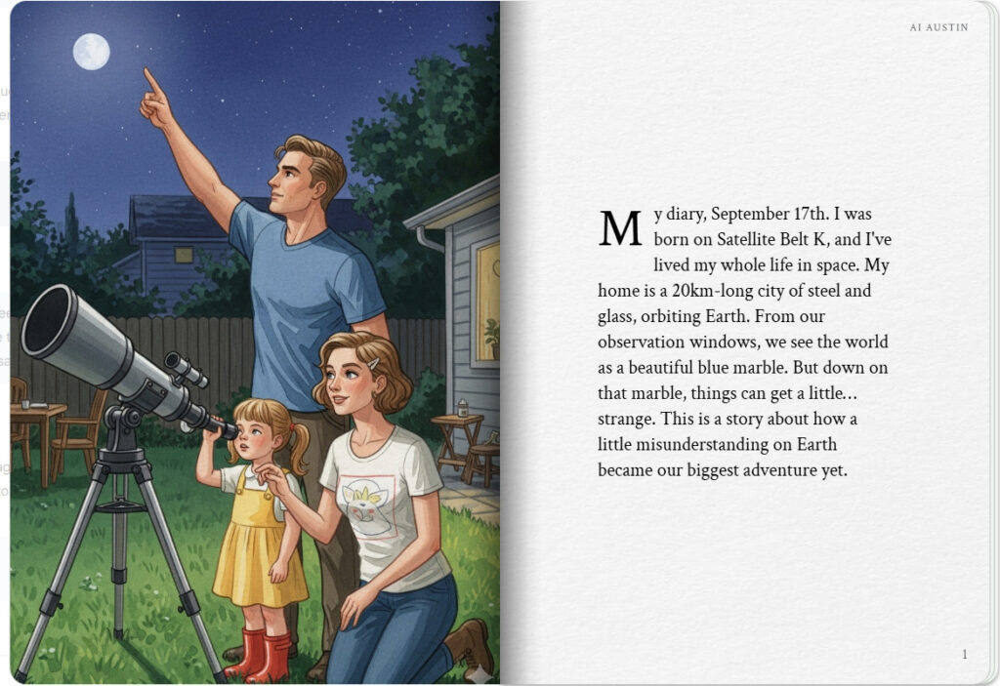 AI AUSTIN
My diary, September 17th. I was
born on Satellite Belt K, and I've
lived my whole life in space. My
home is a 20km-long city of steel and
glass, orbiting Earth. From our
observation windows, we see the world
as a beautiful blue marble. But down on
that marble, things can get a little…
strange. This is a story about how a
little misunderstanding on Earth
became our biggest adventure yet.
1